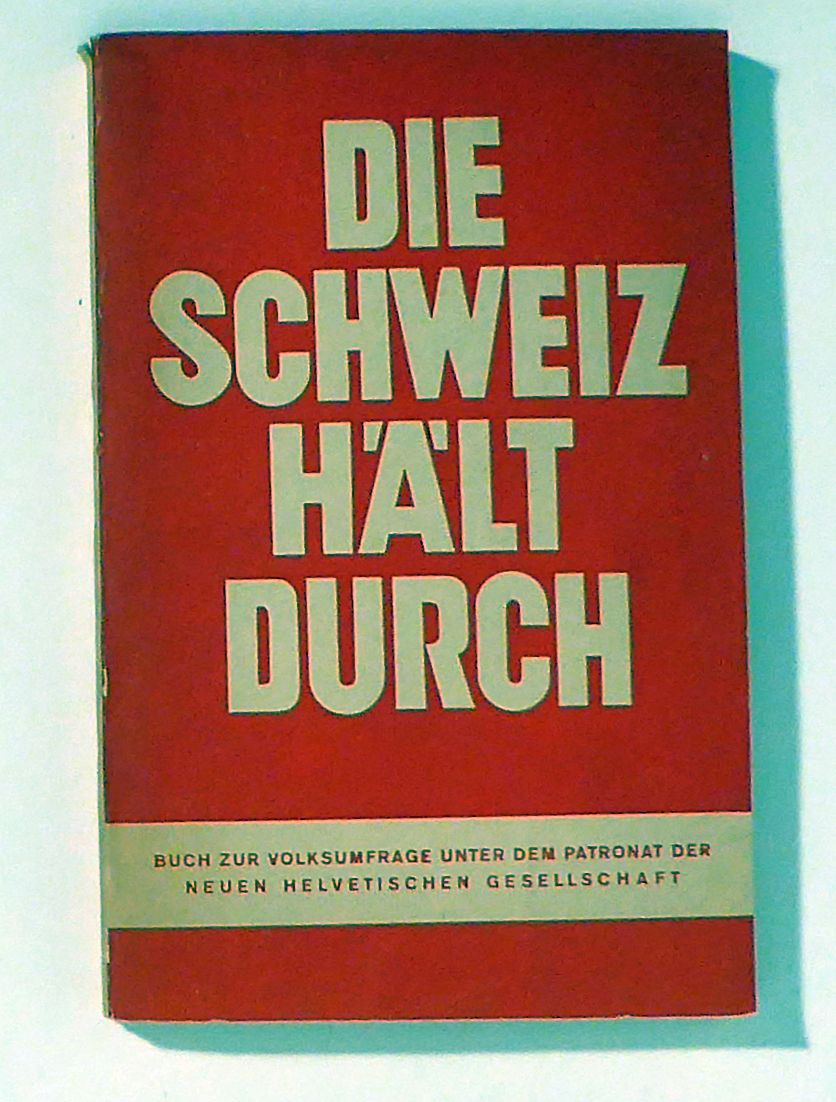 DIE
SCHWEIZ
HÄLT
DURCH
BUCH ZUR VOLKSUMFRAGE UNTER DEM PATRONAT DER
NEUEN HELVETISCHEN GESELLSCHAFT